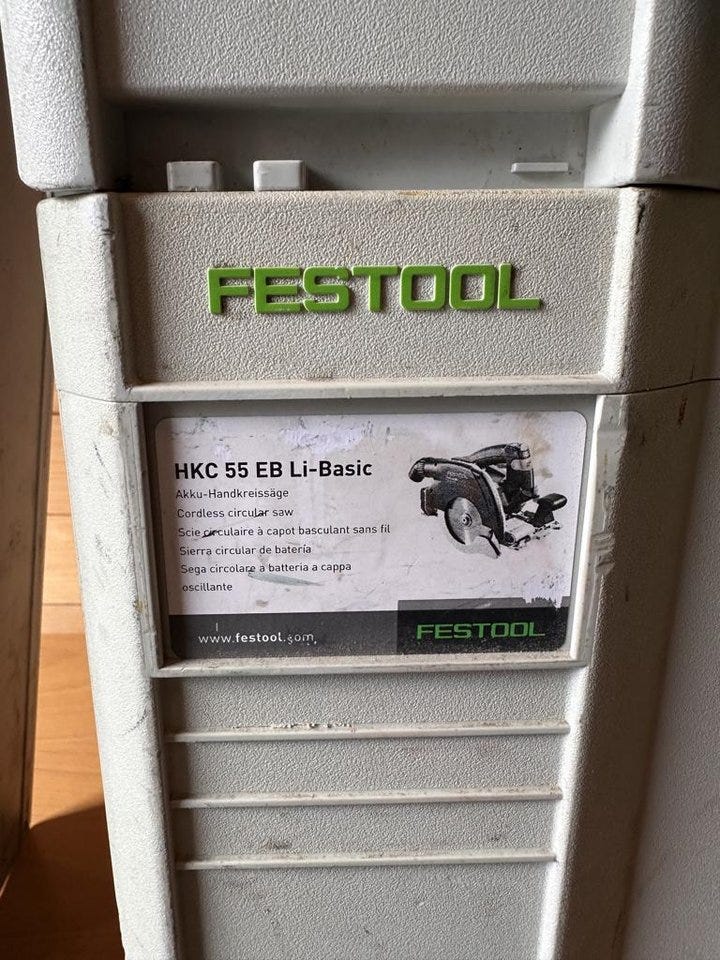 FESTOOL
HKC 55 EB Li-Basic
Akku-Handkreissäge
Cordless circular saw
Scie circulaire à capot basculant sans fil
Sierra circular de batería
Sega circolare a batteria a cappa
oscillante
www.festool.com
FESTOOL